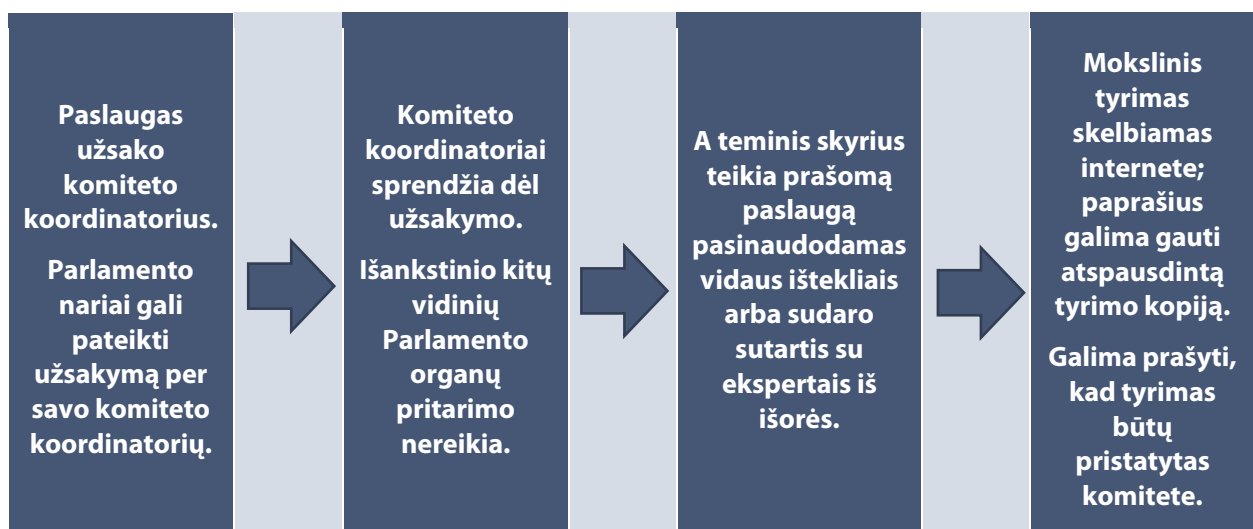 Paslaugas
užsako
komiteto
koordinatorius.
Parlamento
nariai gali
pateikti
užsakymą per
savo komiteto
koordinatorių.
Komiteto
koordinatoriai
sprendžia dėl
užsakymo.
Išankstinio kitų
vidinių
Parlamento
organų
pritarimo
nereikia.
A teminis skyrius
teikia prašomą
paslaugą
pasinaudodamas
vidaus ištekliais
arba sudaro
sutartis su
ekspertais iš
išorės.
Mokslinis
tyrimas
skelbiamas
internete;
paprašius
galima gauti
atspausdintą
tyrimo kopiją.
Galima prašyti,
kad tyrimas
būtų
pristatytas
komitete.